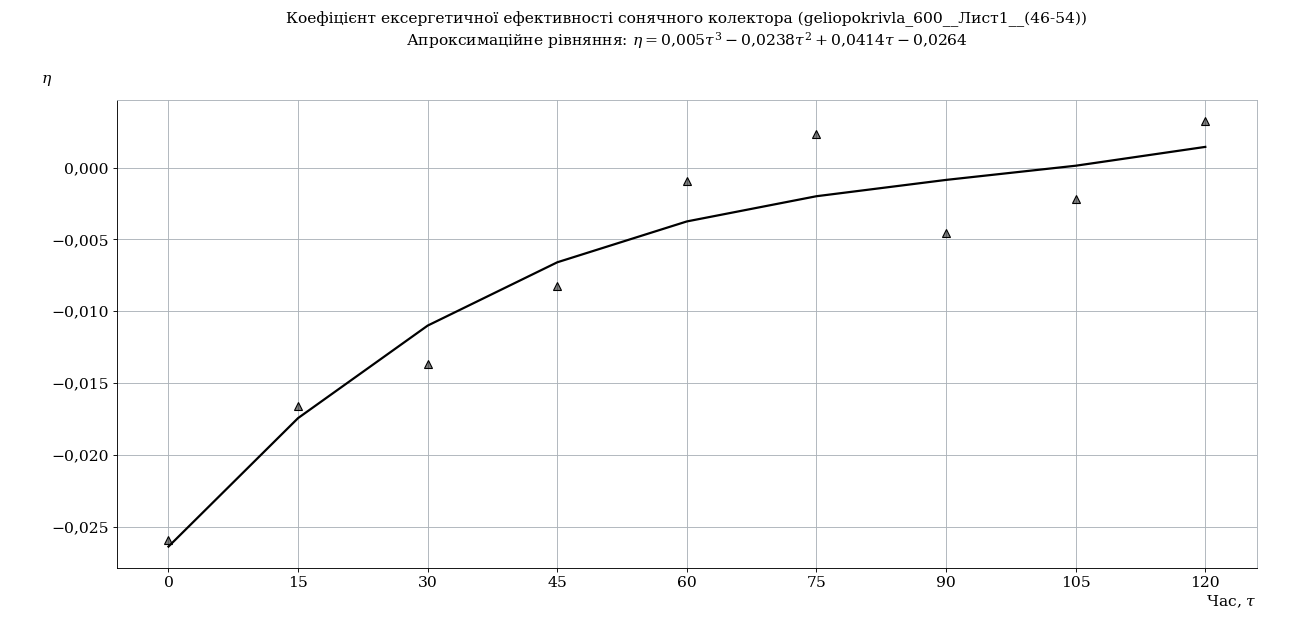 Коефіцієнт ексергетичної ефективності сонячного колектора (geliopokrivla_600__Лист1__(46-54))
Апроксимаційне рівняння: η = 0,005τ³ − 0,0238τ² + 0,0414τ − 0,0264
η
0,000
−0,005
−0,010
−0,015
−0,020
−0,025
0 15 30 45 60 75 90 105 120
Час, τ